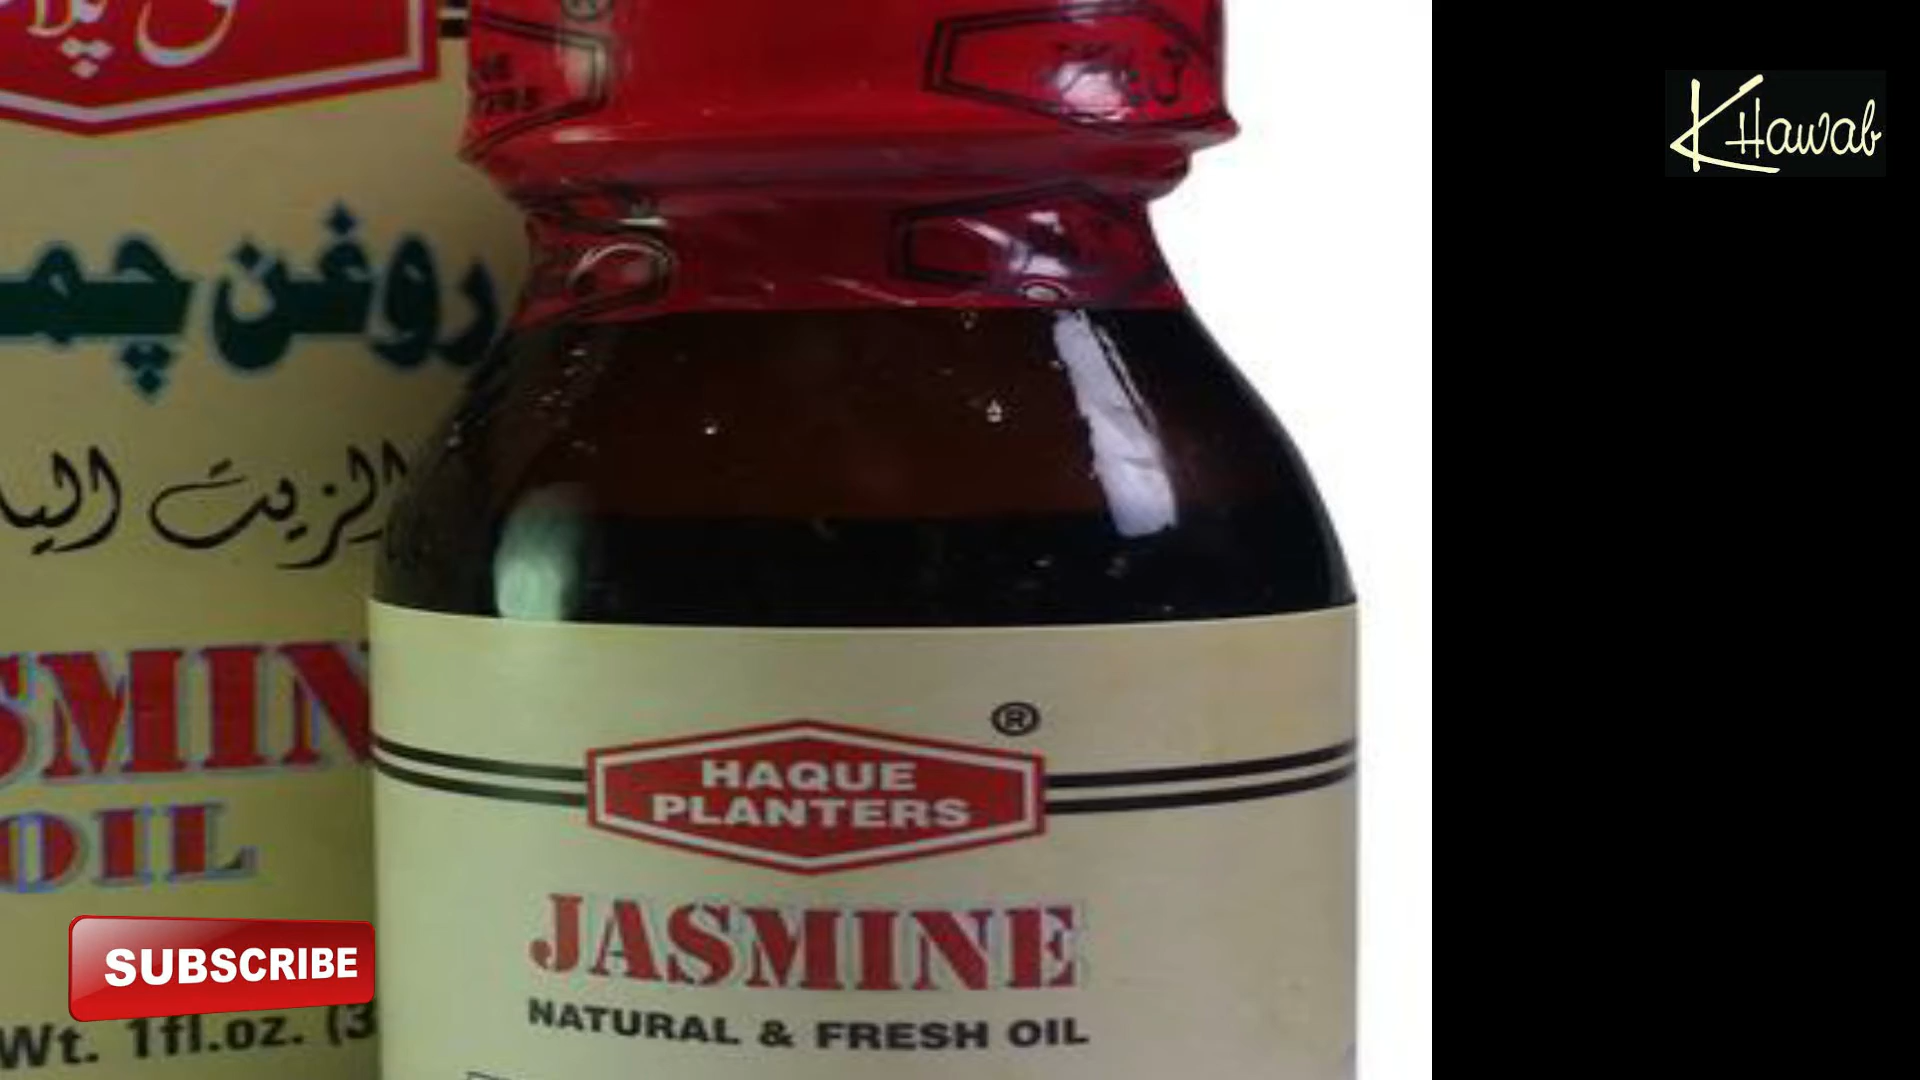 KHawab
روغن چم
الزيت اليا
SMIN
OIL
Wt. 1fl.oz. (3
SUBSCRIBE
®
HAQUE
PLANTERS
JASMINE
NATURAL & FRESH OIL